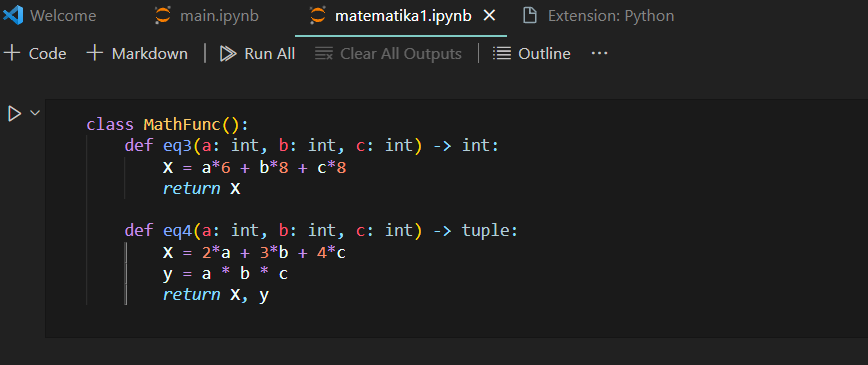 Welcome main.ipynb matematika1.ipynb Extension: Python
Code Markdown Run All Clear All Outputs Outline ...
class MathFunc():
    def eq3(a: int, b: int, c: int) -> int:
        X = a*6 + b*8 + c*8
        return X
    def eq4(a: int, b: int, c: int) -> tuple:
        X = 2*a + 3*b + 4*c
        y = a * b * c
        return X, y